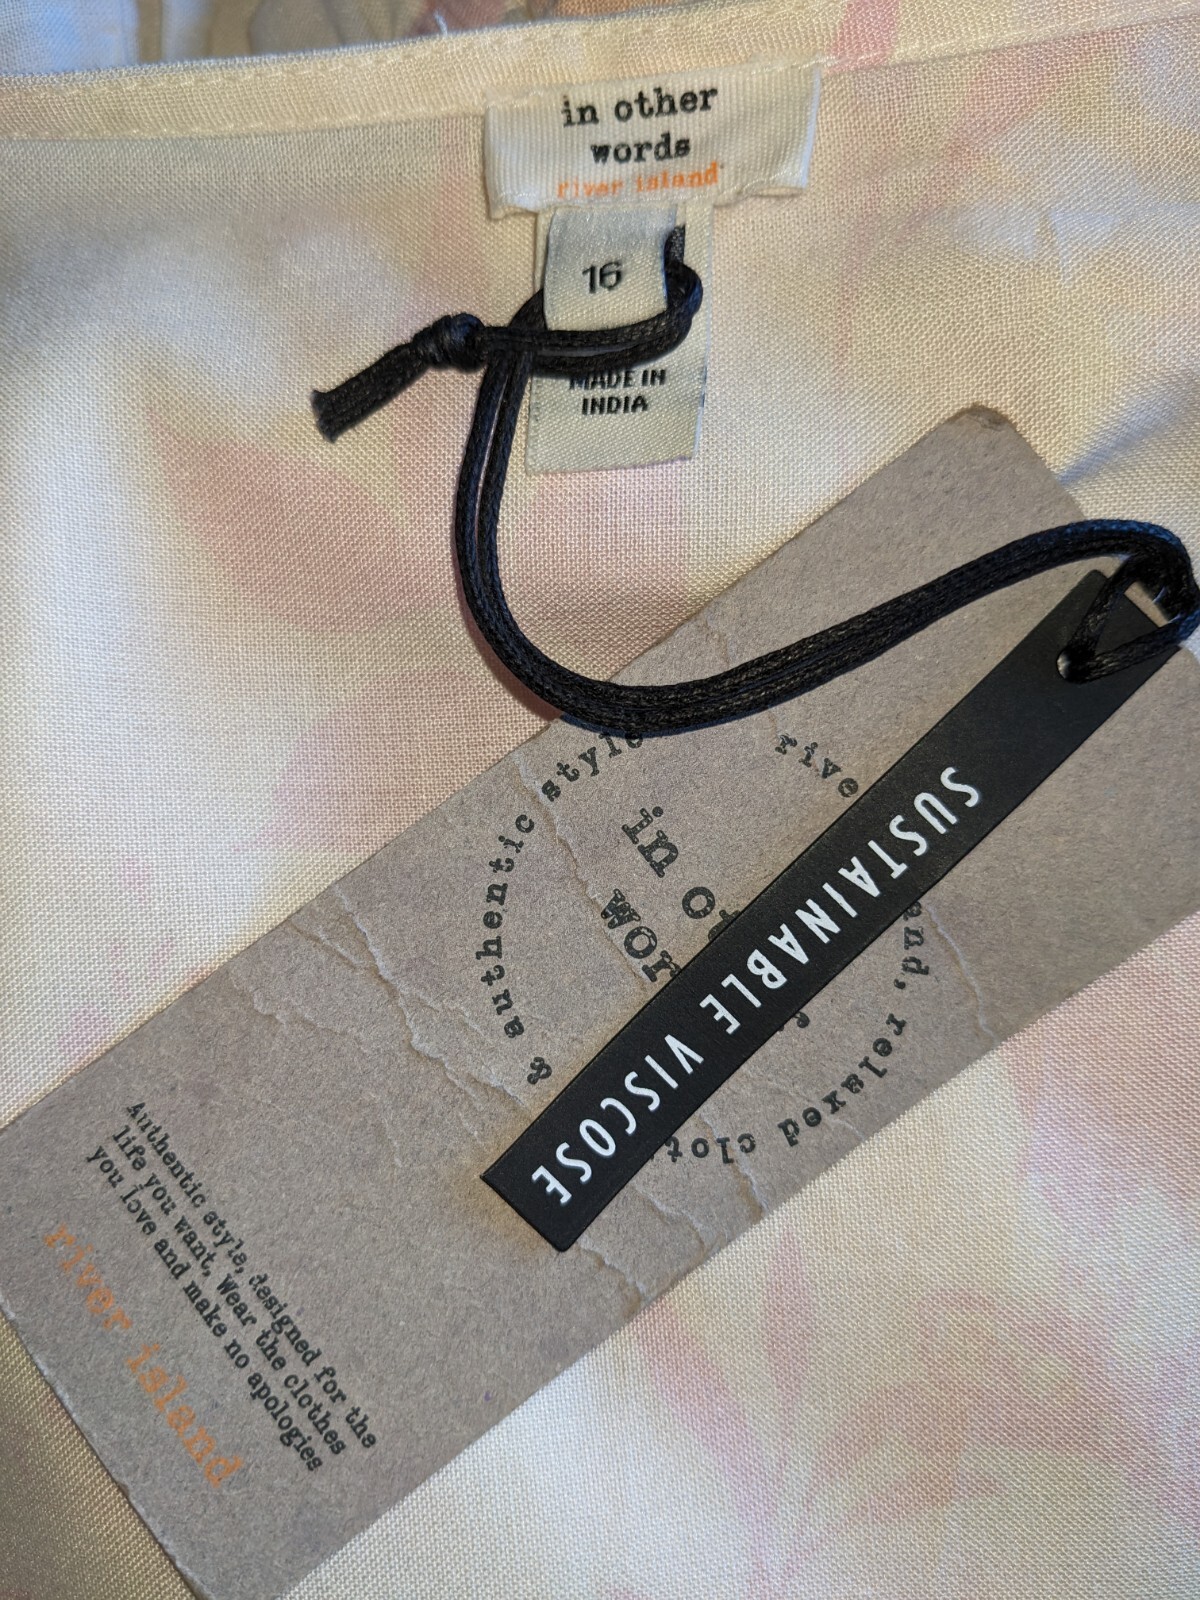 in other
words
river island
16
MADE IN
INDIA
SUSTAINABLE VISCOSE
& authentic style
in
relaxed
Authentic style, designed for the
life you want, Wear the clothes
you love and make no apologies
river island